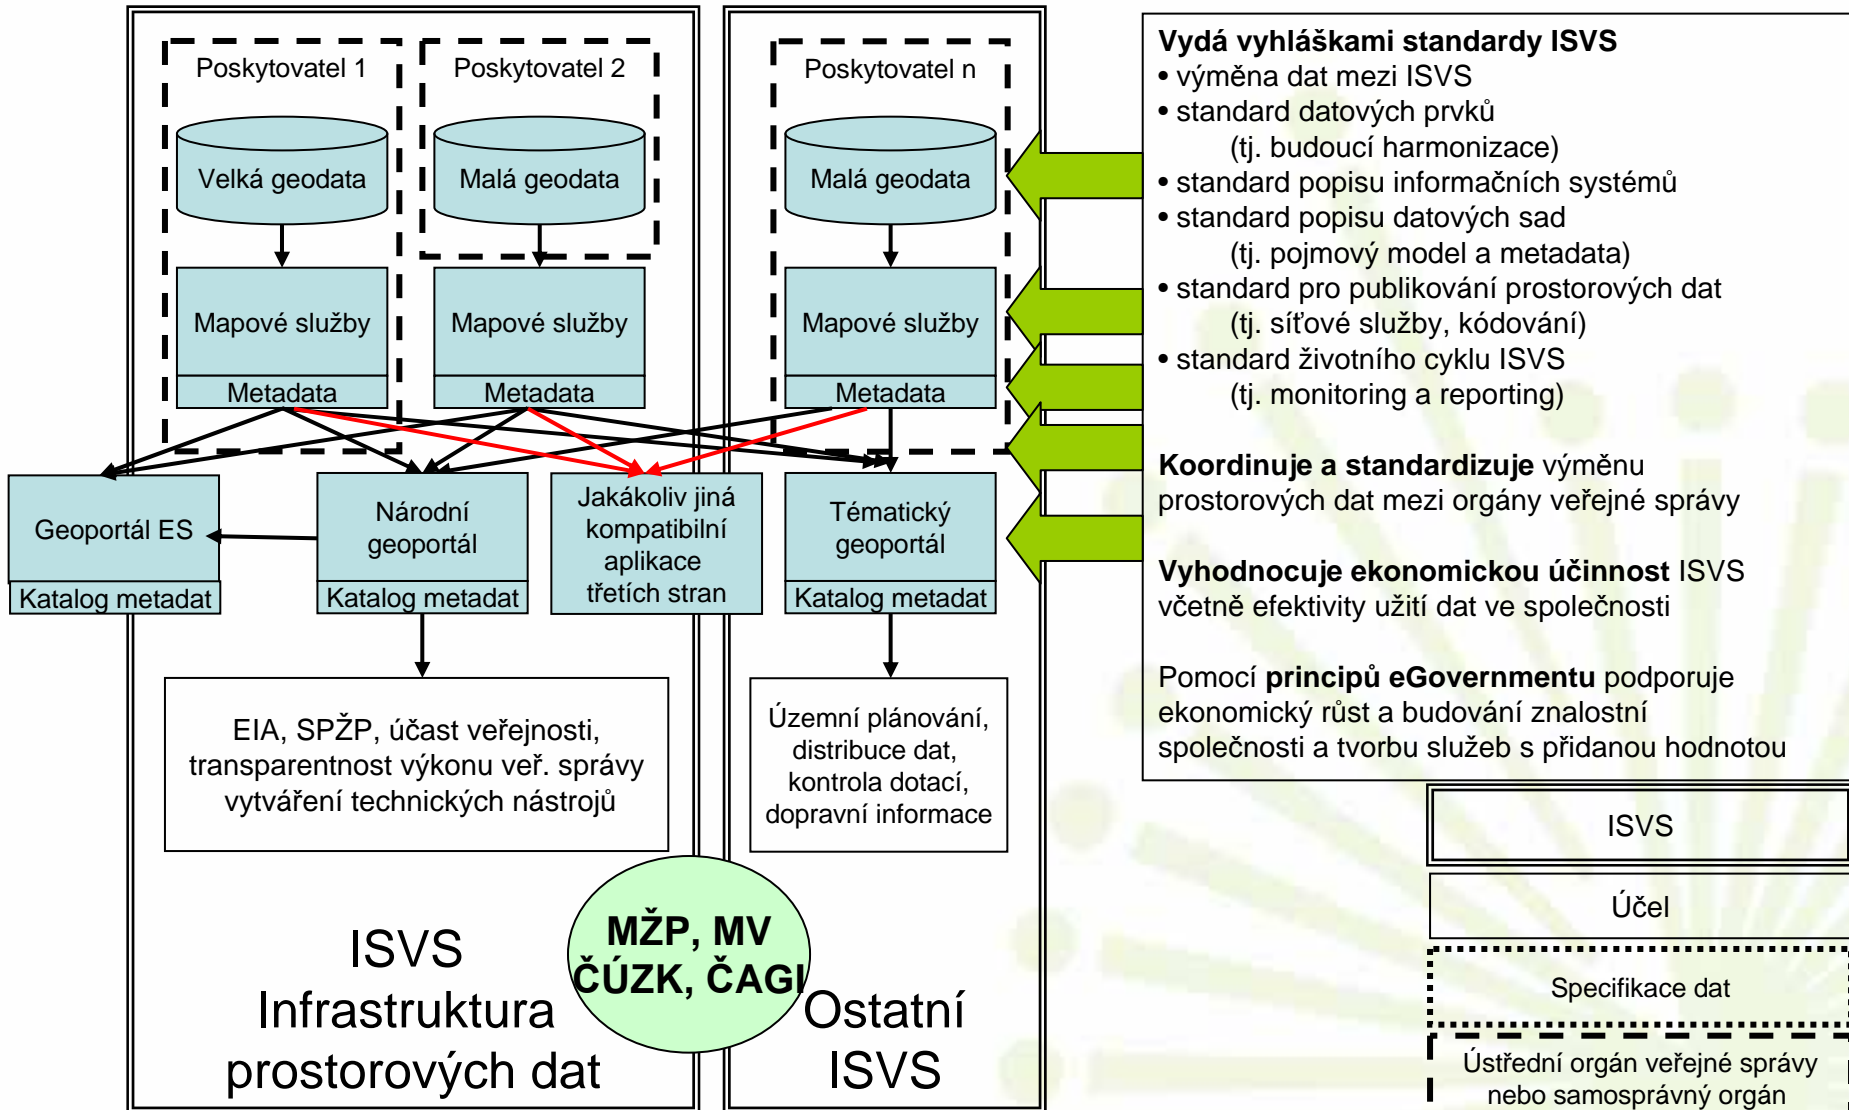 Poskytovatel 1
Velká geodata
Mapové služby
Metadata
Poskytovatel 2
Malá geodata
Mapové služby
Metadata
Poskytovatel n
Malá geodata
Mapové služby
Metadata
Geoportál ES
Katalog metadat
Národní
geoportál
Katalog metadat
Jakákoliv jiná
kompatibilní
aplikace
třetích stran
Tématický
geoportál
Katalog metadat
EIA, SPŽP, účast veřejnosti,
transparentnost výkonu veř. správy
vytváření technických nástrojů
Územní plánování,
distribuce dat,
kontrola dotací,
dopravní informace
ISVS
Infrastruktura
prostorových dat
MŽP, MV
ČÚZK, ČAGI
Ostatní
ISVS
Vydá vyhláškami standardy ISVS
• výměna dat mezi ISVS
• standard datových prvků
(tj. budoucí harmonizace)
• standard popisu informačních systémů
• standard popisu datových sad
(tj. pojmový model a metadata)
• standard pro publikování prostorových dat
(tj. síťové služby, kódování)
• standard životního cyklu ISVS
(tj. monitoring a reporting)
Koordinuje a standardizuje výměnu
prostorových dat mezi orgány veřejné správy
Vyhodnocuje ekonomickou účinnost ISVS
včetně efektivity užití dat ve společnosti
Pomocí principů eGovernmentu podporuje
ekonomický růst a budování znalostní
společnosti a tvorbu služeb s přidanou hodnotou
ISVS
Účel
Specifikace dat
Ústřední orgán veřejné správy
nebo samosprávný orgán